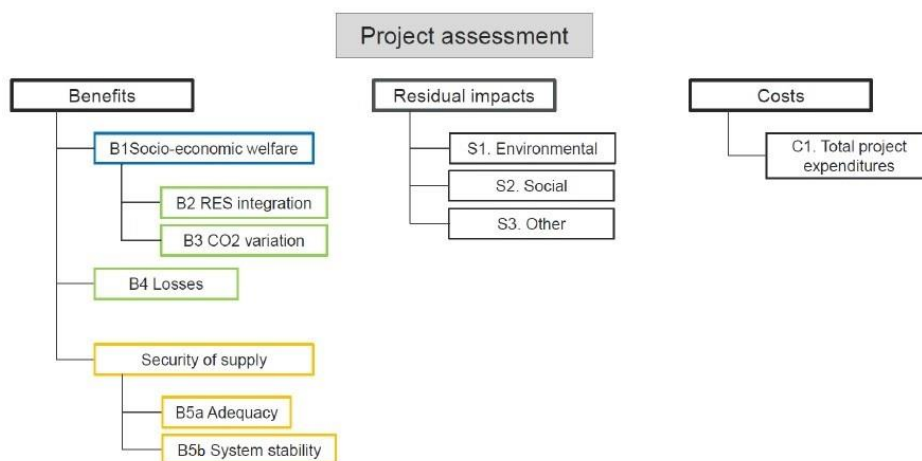 Project assessment
Benefits
Residual impacts
Costs
B1Socio-economic welfare
B2 RES integration
B3 CO2 variation
B4 Losses
Security of supply
B5a Adequacy
B5b System stability
S1. Environmental
S2. Social
S3. Other
C1. Total project
expenditures